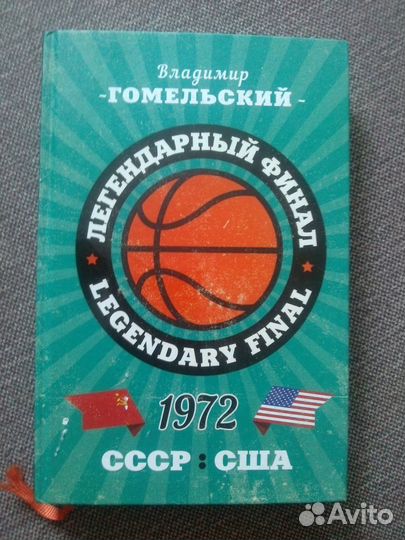 Владимир
-ГОМЕЛЬСКИЙ-
ЛЕГЕНДАРНЫЙ ФИНАЛ
LEGENDARY FINAL
1972
СССР : США
Avito